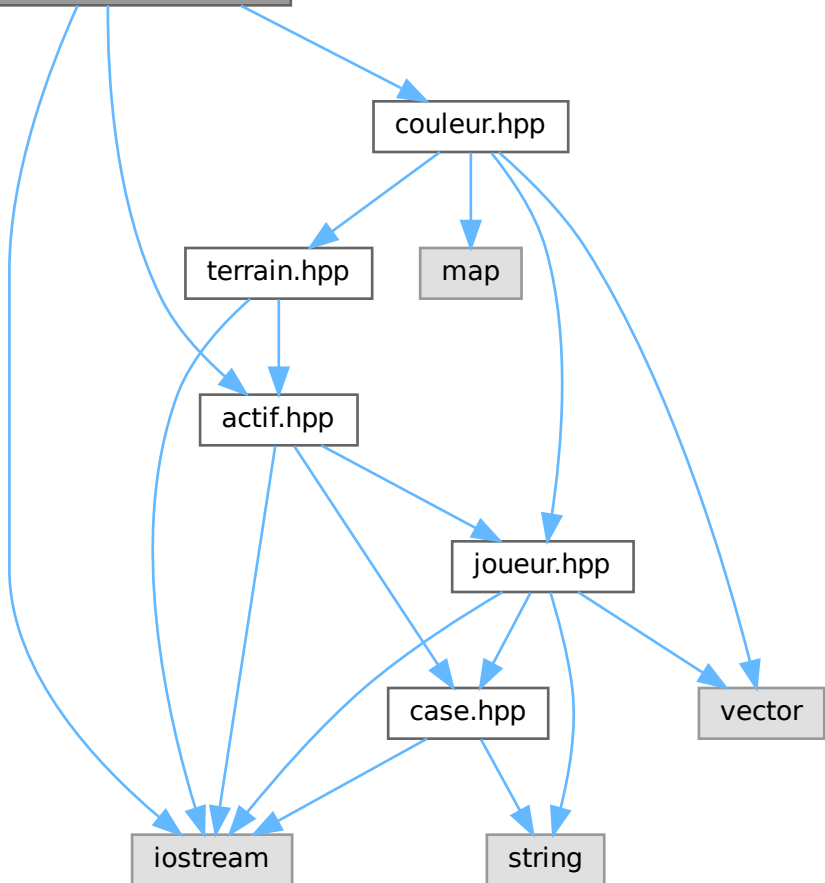 couleur.hpp
terrain.hpp
map
actif.hpp
joueur.hpp
case.hpp
vector
iostream
string